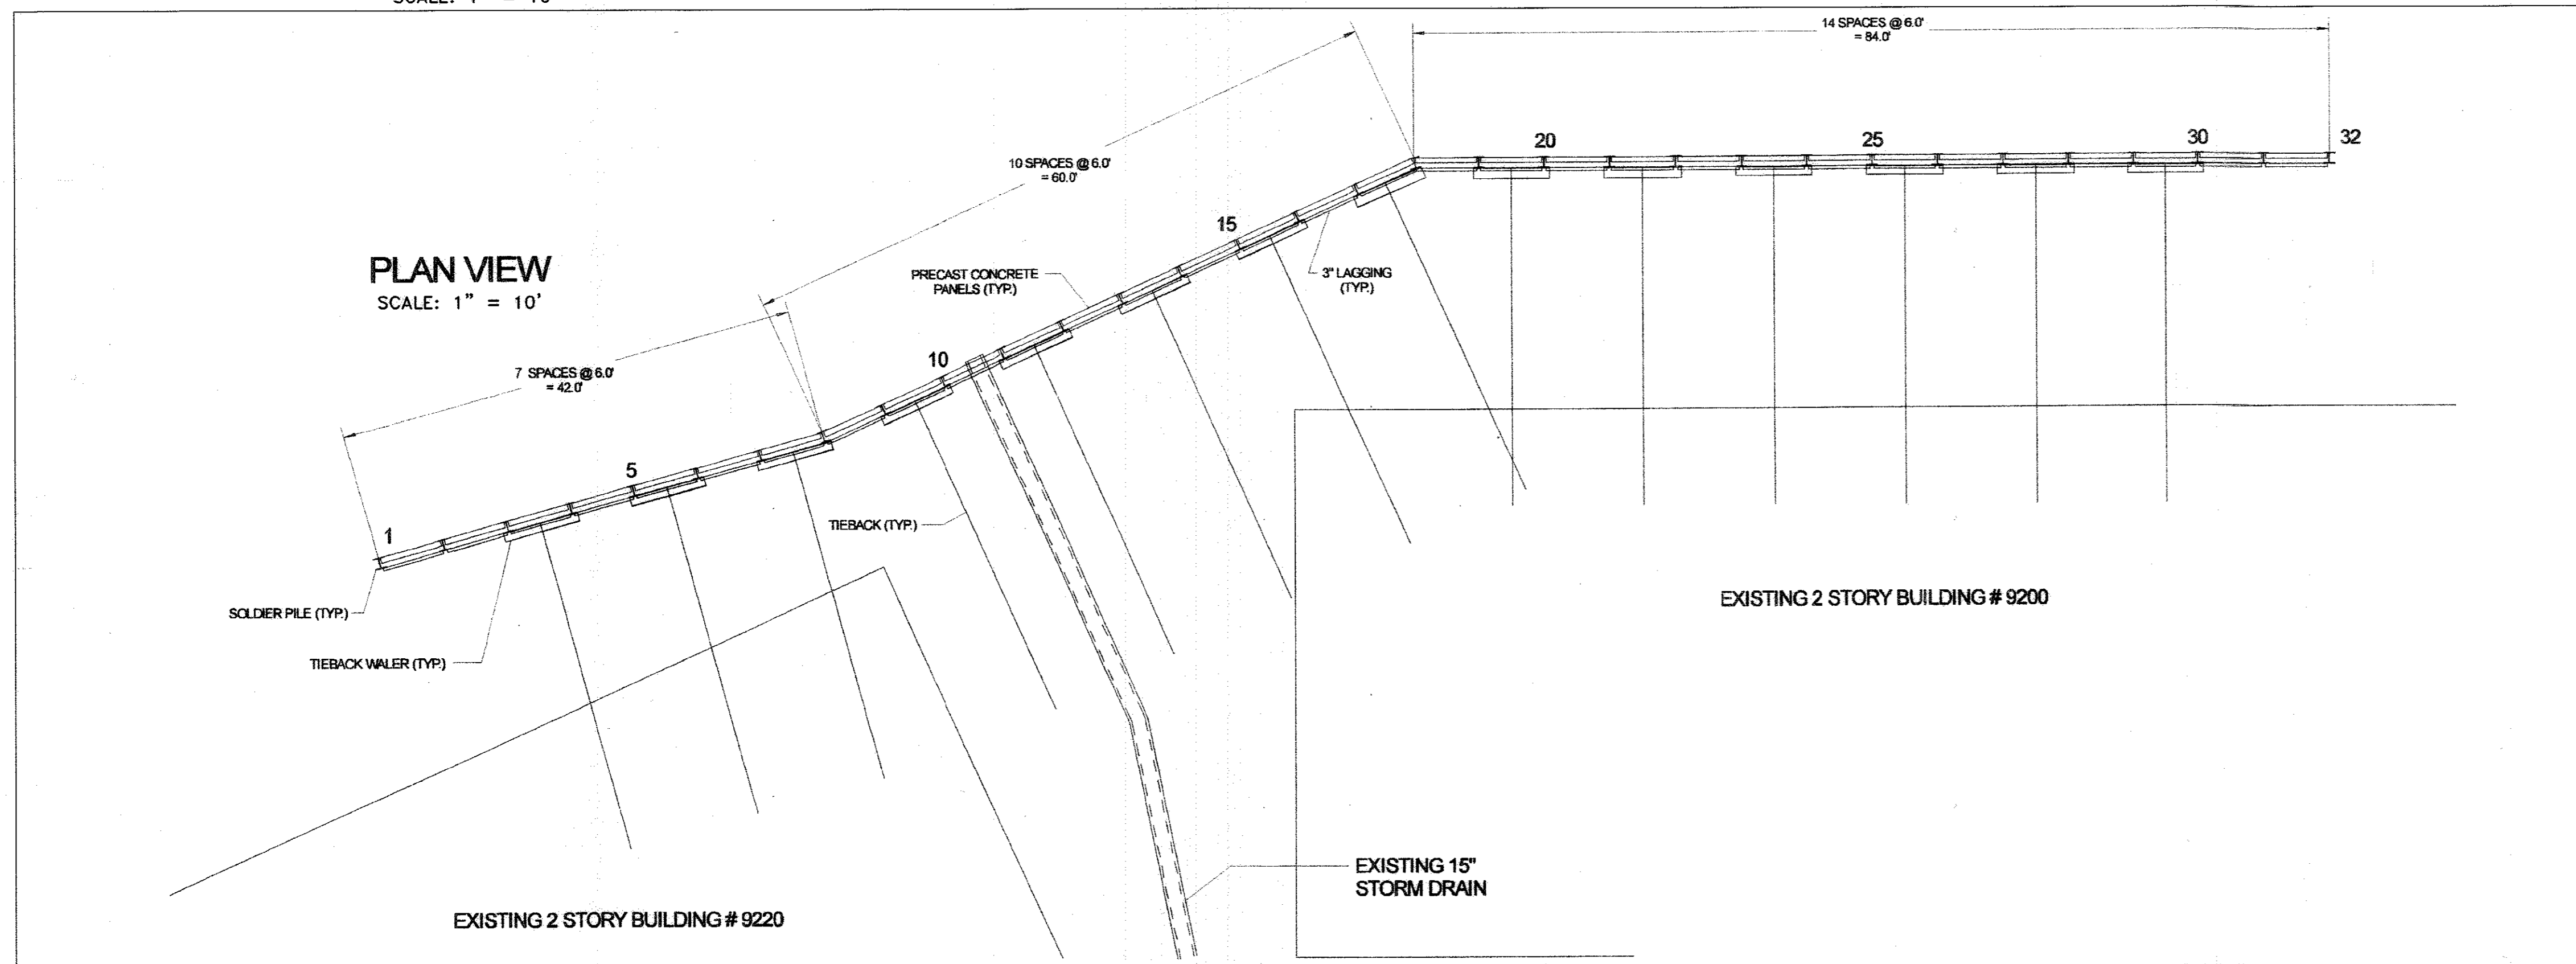 14 SPACES @ 6.0'
= 84.0'
20
25
30
32
10 SPACES @ 6.0'
= 60.0'
15
PLAN VIEW
SCALE: 1" = 10'
PRECAST CONCRETE
PANELS (TYP.)
3" LAGGING
(TYP.)
10
7 SPACES @ 6.0'
= 42.0'
5
1
TIEBACK (TYP.)
SOLDIER PILE (TYP.)
TIEBACK WALER (TYP.)
EXISTING 2 STORY BUILDING # 9200
EXISTING 15"
STORM DRAIN
EXISTING 2 STORY BUILDING # 9220